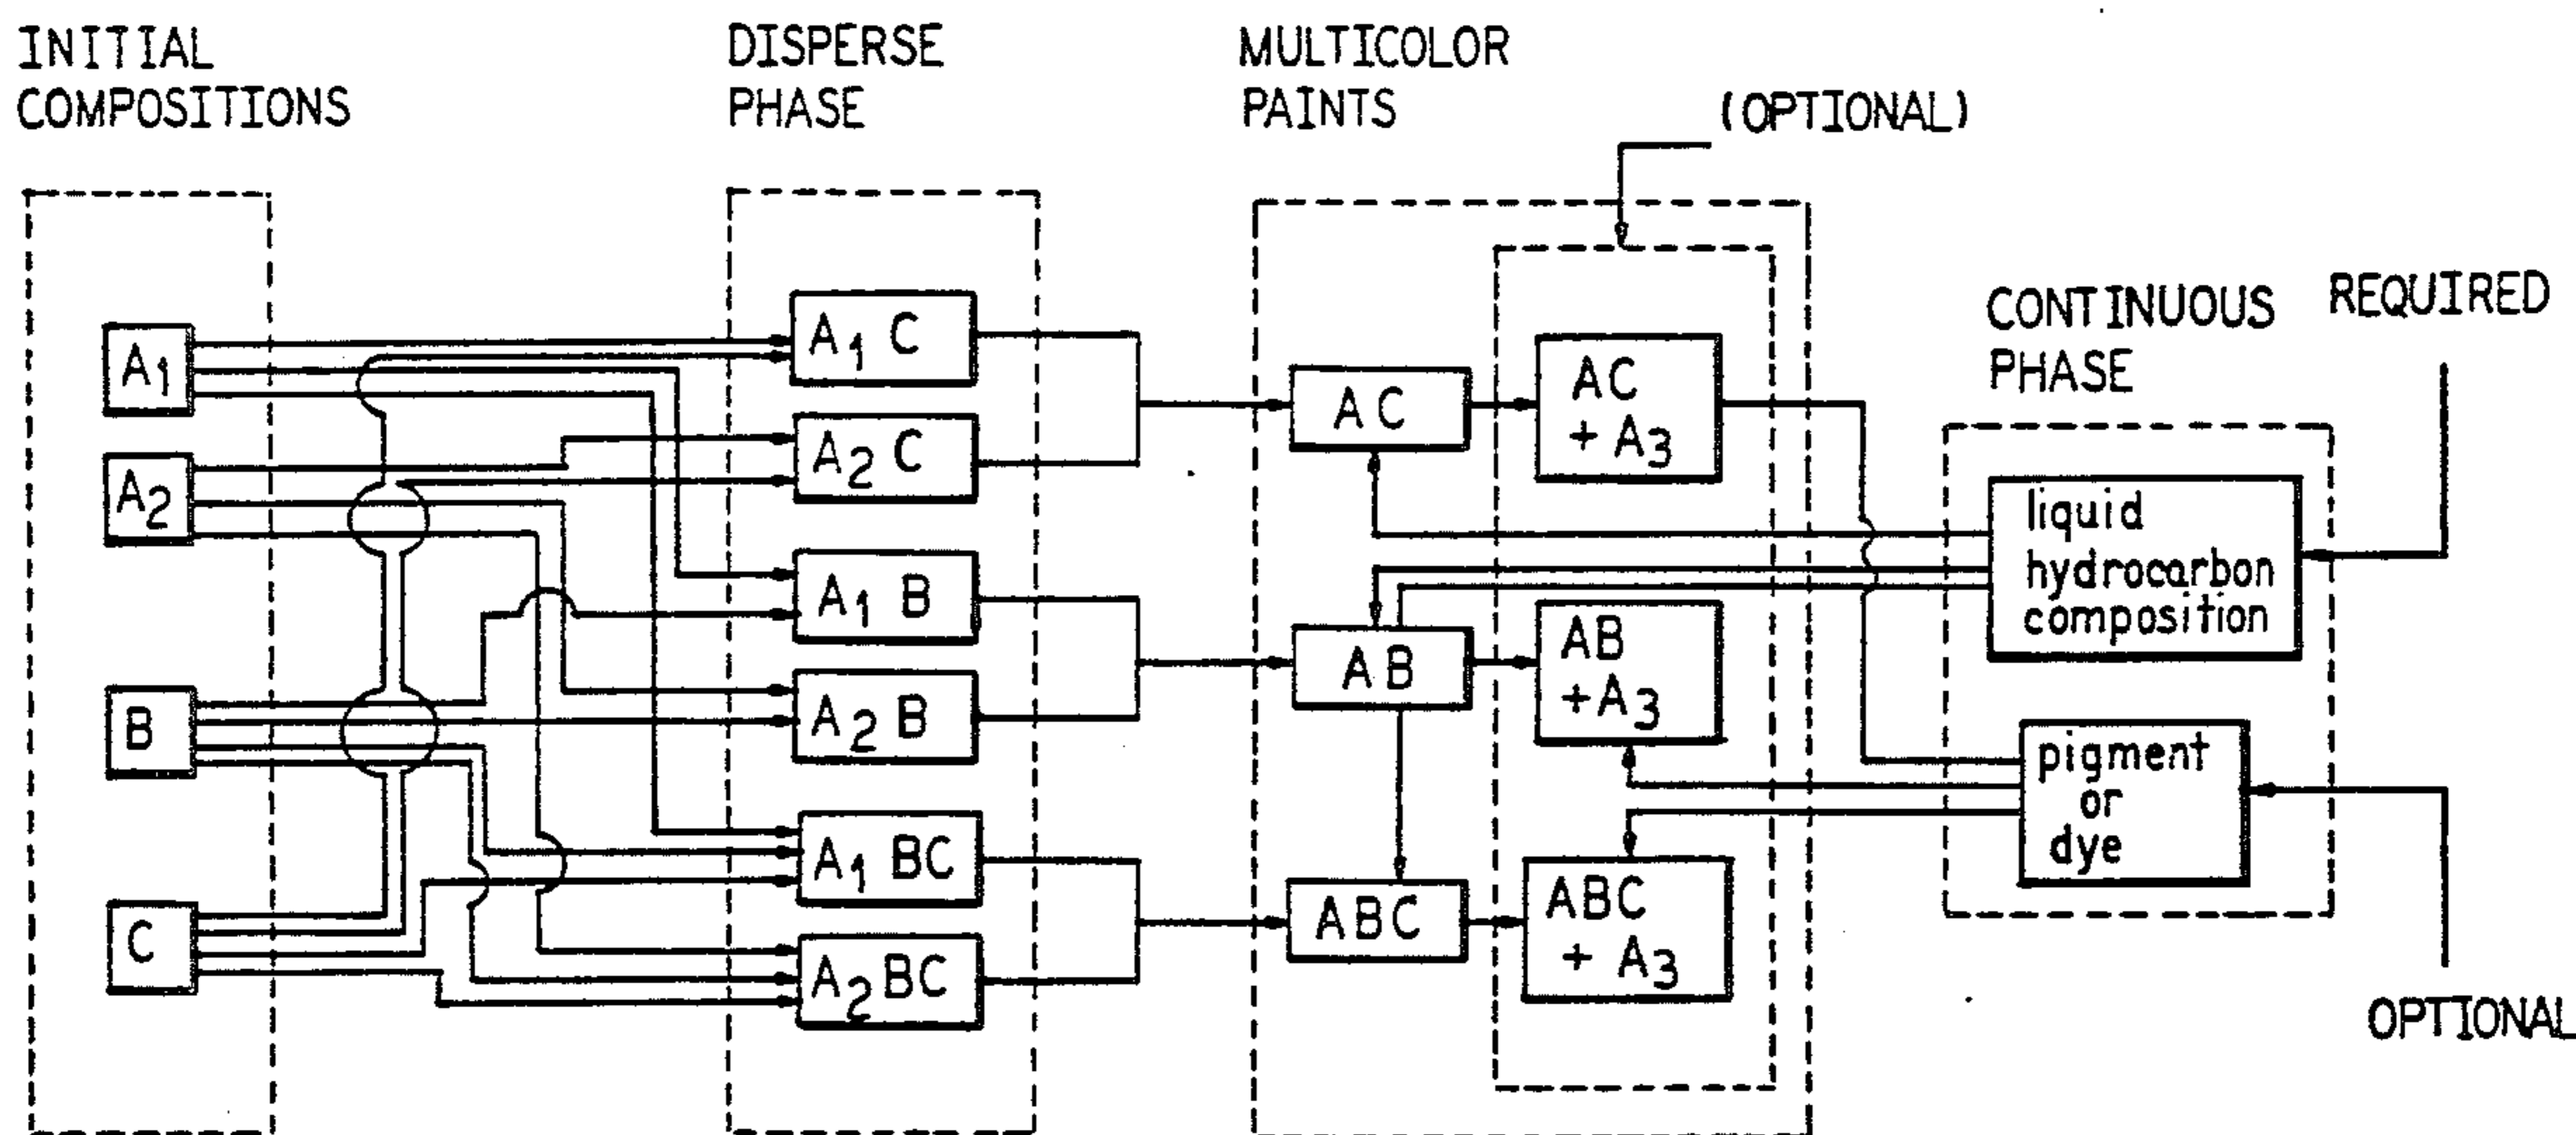 INITIAL
COMPOSITIONS
DISPERSE
PHASE
MULTICOLOR
PAINTS
(OPTIONAL)
CONTINUOUS
PHASE
REQUIRED
A1
A2
B
C
A1 C
A2 C
A1 B
A2 B
A1 BC
A2 BC
AC
AB
ABC
AC
+ A3
AB
+A3
ABC
+ A3
liquid
hydrocarbon
composition
pigment
or
dye
OPTIONAL